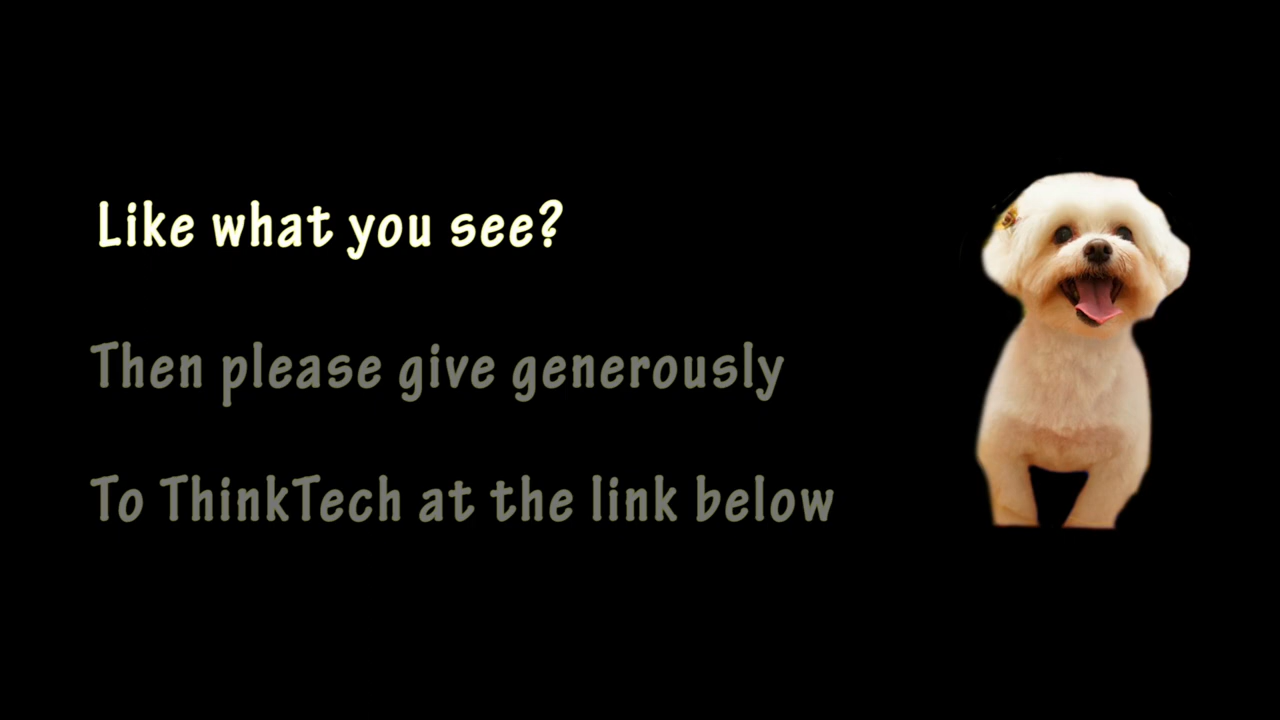 Like what you see?
Then please give generously
To ThinkTech at the link below